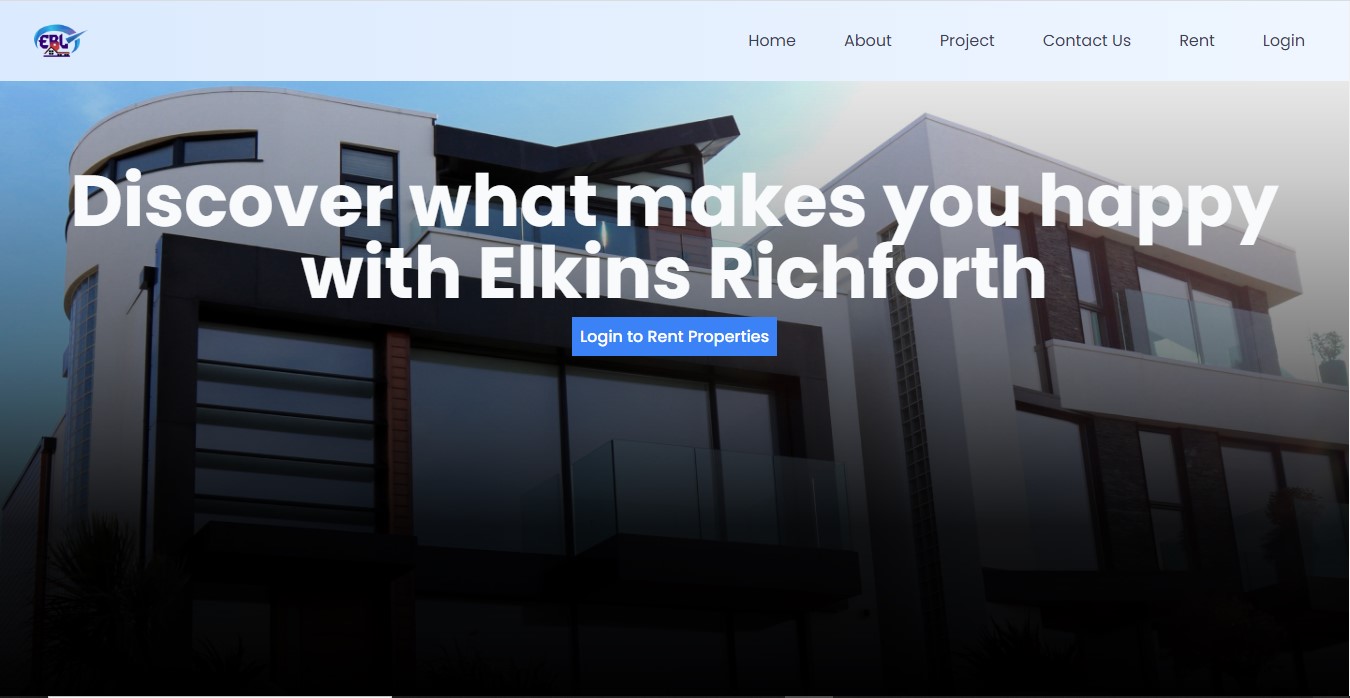 Home About Project Contact Us Rent Login
Discover what makes you happy
with Elkins Richforth
Login to Rent Properties